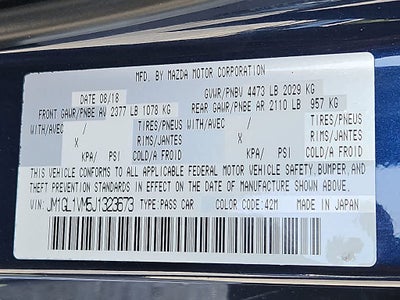 MFD. BY MAZDA MOTOR CORPORATION
DATE 08/18 GVWR/PNBV 4473 LB 2029 KG
FRONT GAWR/PNBE AV 2377 LB 1078 KG REAR GAWR/PNBE AR 2110 LB 957 KG
WITH/AVEC / TIRES/PNEUS WITH/AVEC / TIRES/PNEUS
X RIMS/JANTES X RIMS/JANTES
KPA/ PSI COLD/A FROID KPA/ PSI COLD/A FROID
THIS VEHICLE CONFORMS TO ALL APPLICABLE FEDERAL MOTOR VEHICLE SAFETY, BUMPER, AND
THEFT PREVENTION STANDARDS IN EFFECT ON THE DATE OF MANUFACTURE SHOWN ABOVE.
VIN: JM1GL1VM5J1323673 TYPE: PASS CAR COLOR CODE: 42M MADE IN JAPAN